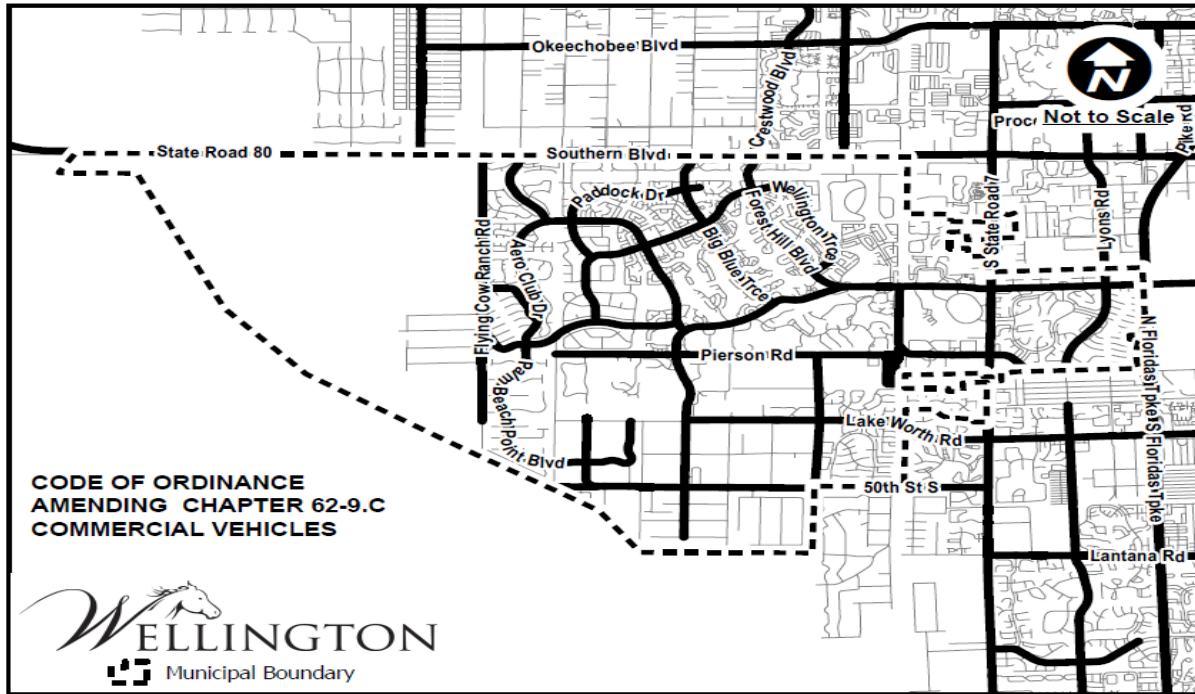 Okeechobee Blvd
Crestwood Blvd
N
Not to Scale
Pike Rd
State Road 80
Southern Blvd
S State Road 7
Lyons Rd
Paddock Dr
Wellington Trce
Forest Hill Blvd
Big Blue Trce
Flying Cow Ranch Rd
Aero Club Dr
Pierson Rd
N Floridas Tpke
S Floridas Tpke
Palm Beach Point Blvd
Lake Worth Rd
50th St S
Lantana Rd
CODE OF ORDINANCE
AMENDING CHAPTER 62-9.C
COMMERCIAL VEHICLES
WELLINGTON
Municipal Boundary